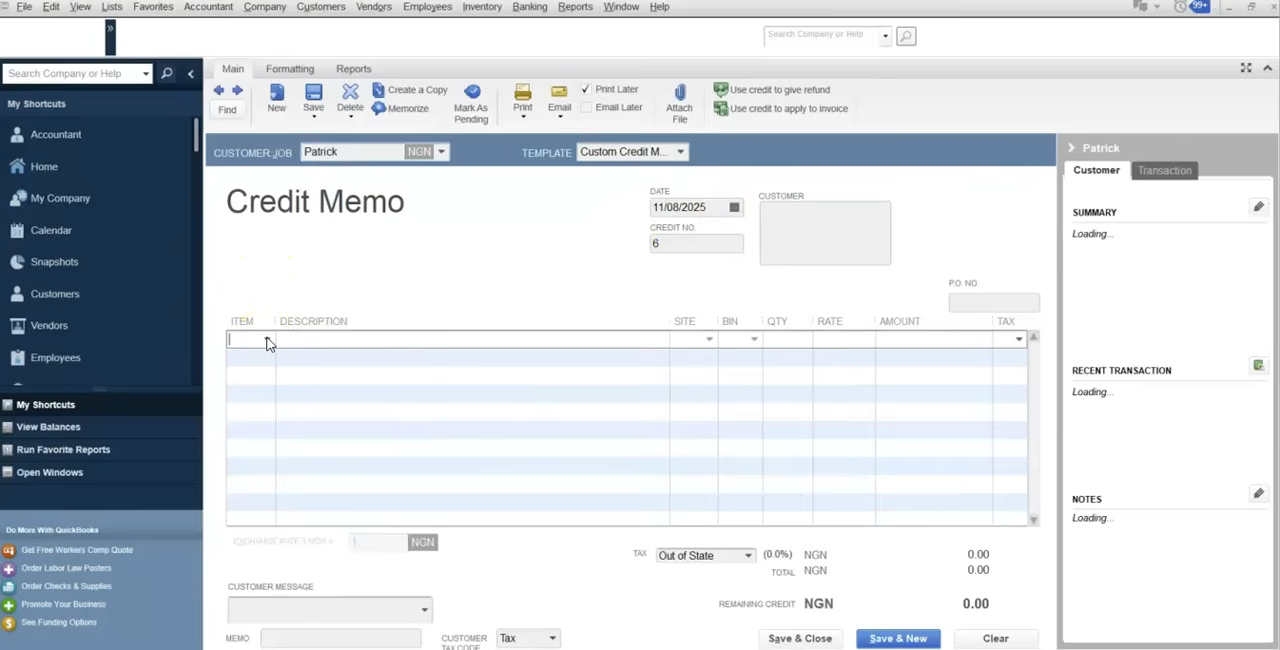 File Edit View Lists Favorites Accountant Company Customers Vendors Employees Inventory Banking Reports Window Help
99+
Search Company or Help
Search Company or Help
Main Formatting Reports
My Shortcuts
Find New Save Delete Create a Copy Memorize Mark As Pending Print Email Print Later Email Later Attach File Use credit to give refund Use credit to apply to invoice
Accountant
Home
My Company
Calendar
Snapshots
Customers
Vendors
Employees
My Shortcuts
View Balances
Run Favorite Reports
Open Windows
Do More With QuickBooks
Get Free Workers Comp Quote
Order Labor Law Posters
Order Checks & Supplies
Promote Your Business
See Funding Options
CUSTOMER:JOB Patrick NGN TEMPLATE Custom Credit M...
Credit Memo
DATE
11/08/2025
CREDIT NO.
6
CUSTOMER
P.O. NO.
ITEM DESCRIPTION SITE BIN QTY RATE AMOUNT TAX
EXCHANGE RATE 1 NGN = 1 NGN
TAX Out of State (0.0%) NGN 0.00
TOTAL NGN 0.00
CUSTOMER MESSAGE
REMAINING CREDIT NGN 0.00
MEMO CUSTOMER TAX CODE Tax
Save & Close Save & New Clear
Patrick
Customer Transaction
SUMMARY
Loading...
RECENT TRANSACTION
Loading...
NOTES
Loading...